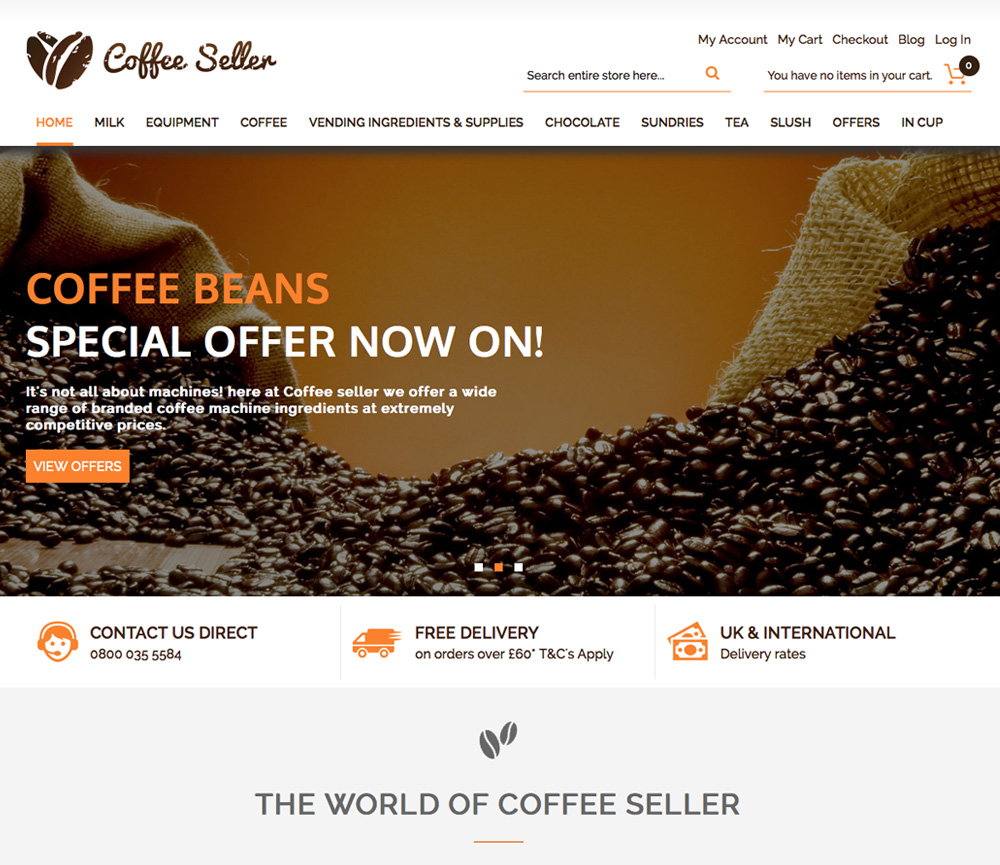 Coffee Seller
My Account My Cart Checkout Blog Log In
Search entire store here...
You have no items in your cart.
0
HOME MILK EQUIPMENT COFFEE VENDING INGREDIENTS & SUPPLIES CHOCOLATE SUNDRIES TEA SLUSH OFFERS IN CUP
COFFEE BEANS
SPECIAL OFFER NOW ON!
It's not all about machines! here at Coffee seller we offer a wide
range of branded coffee machine ingredients at extremely
competitive prices.
VIEW OFFERS
CONTACT US DIRECT
0800 035 5584
FREE DELIVERY
on orders over £60* T&C's Apply
UK & INTERNATIONAL
Delivery rates
THE WORLD OF COFFEE SELLER